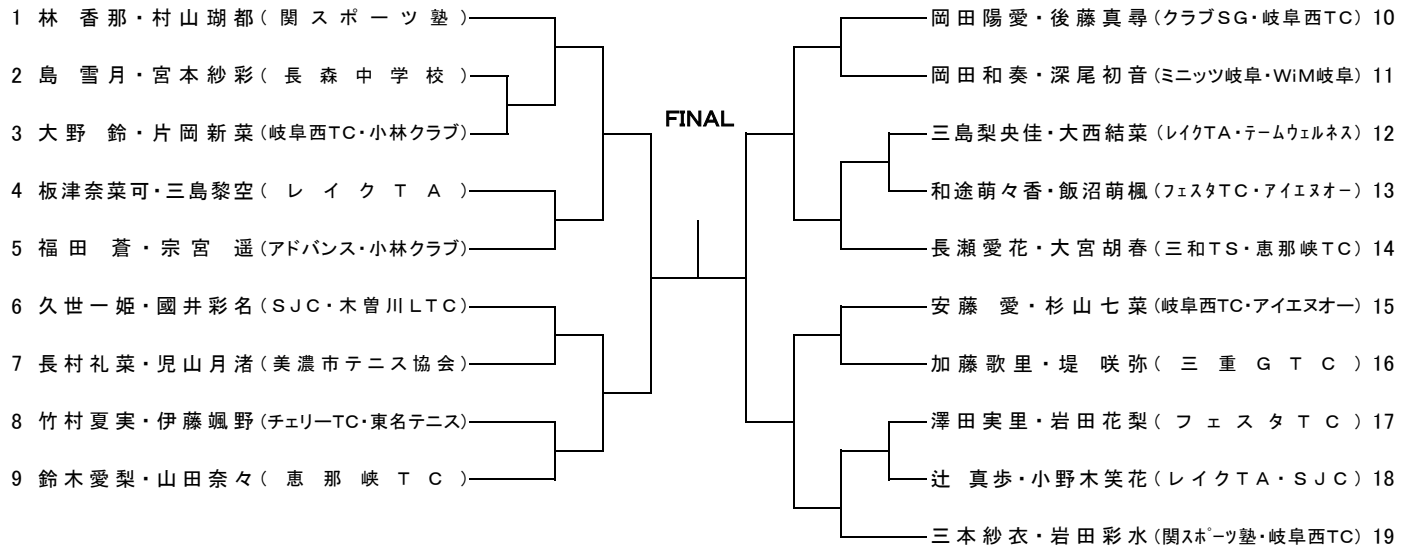 1 林　香那・村山瑚都(関スポーツ塾)
2 島　雪月・宮本紗彩(長森中学校)
3 大野　鈴・片岡新菜(岐阜西TC・小林クラブ)
4 板津奈菜可・三島黎空(レイクTA)
5 福田　蒼・宗宮　遥(アドバンス・小林クラブ)
6 久世一姫・國井彩名(SJC・木曽川LTC)
7 長村礼菜・児山月渚(美濃市テニス協会)
8 竹村夏実・伊藤颯野(チェリーTC・東名テニス)
9 鈴木愛梨・山田奈々(恵那峡TC)
FINAL
岡田陽愛・後藤真尋(クラブSG・岐阜西TC) 10
岡田和奏・深尾初音(ミニッツ岐阜・WiM岐阜) 11
三島梨央佳・大西結菜(レイクTA・テームウェルネス) 12
和途萌々香・飯沼萌楓(フェスタTC・アイエヌオー) 13
長瀬愛花・大宮胡春(三和TS・恵那峡TC) 14
安藤　愛・杉山七菜(岐阜西TC・アイエヌオー) 15
加藤歌里・堤　咲弥(三重GTC) 16
澤田実里・岩田花梨(フェスタTC) 17
辻　真歩・小野木笑花(レイクTA・SJC) 18
三本紗衣・岩田彩水(関スポーツ塾・岐阜西TC) 19